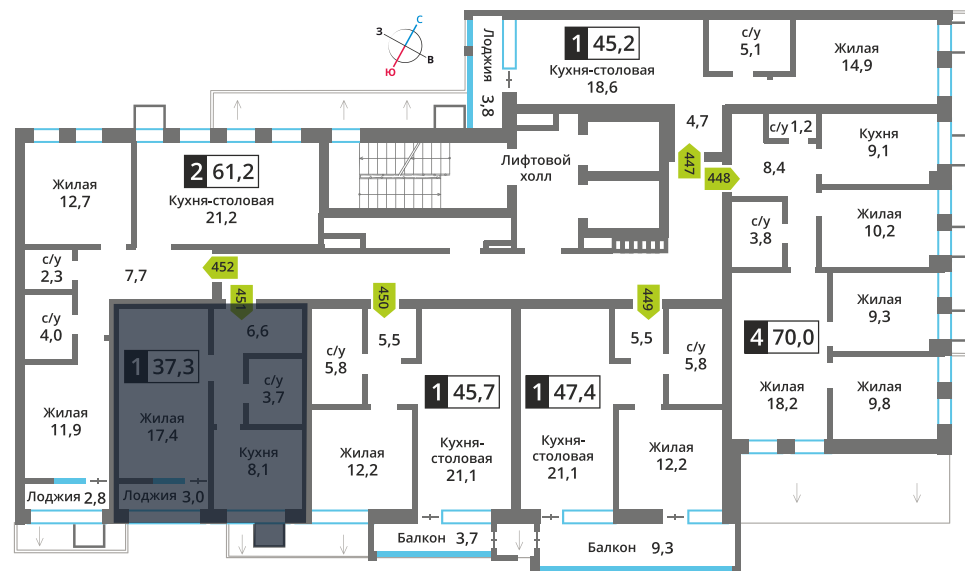 С
З
В
Ю
Лоджия 3,8
1 45,2
Кухня-столовая
18,6
с/у
5,1
Жилая
14,9
4,7
447
448
с/у 1,2
8,4
Кухня
9,1
с/у
3,8
Жилая
10,2
Жилая
9,3
4 70,0
Жилая
18,2
Жилая
9,8
Лифтовой
холл
Жилая
12,7
2 61,2
Кухня-столовая
21,2
с/у
2,3
7,7
452
с/у
4,0
Жилая
11,9
Лоджия 2,8
451
6,6
1 37,3
с/у
3,7
Жилая
17,4
Кухня
8,1
Лоджия 3,0
450
с/у
5,8
5,5
1 45,7
Жилая
12,2
Кухня-
столовая
21,1
Балкон 3,7
449
5,5
с/у
5,8
1 47,4
Кухня-
столовая
21,1
Жилая
12,2
Балкон 9,3